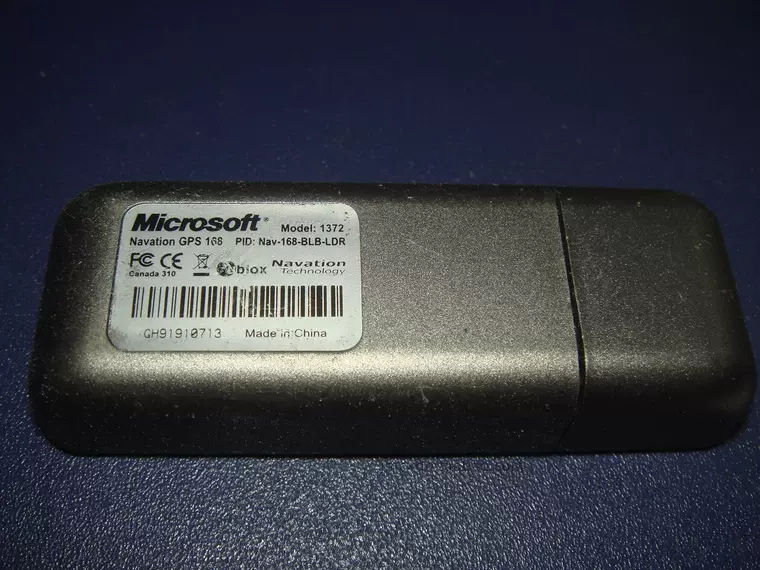 Microsoft® Model: 1372
Navation GPS 168 PID: Nav-168-BLB-LDR
FC CE Navation
Canada 310 blox Technology
GH91910713 Made in China